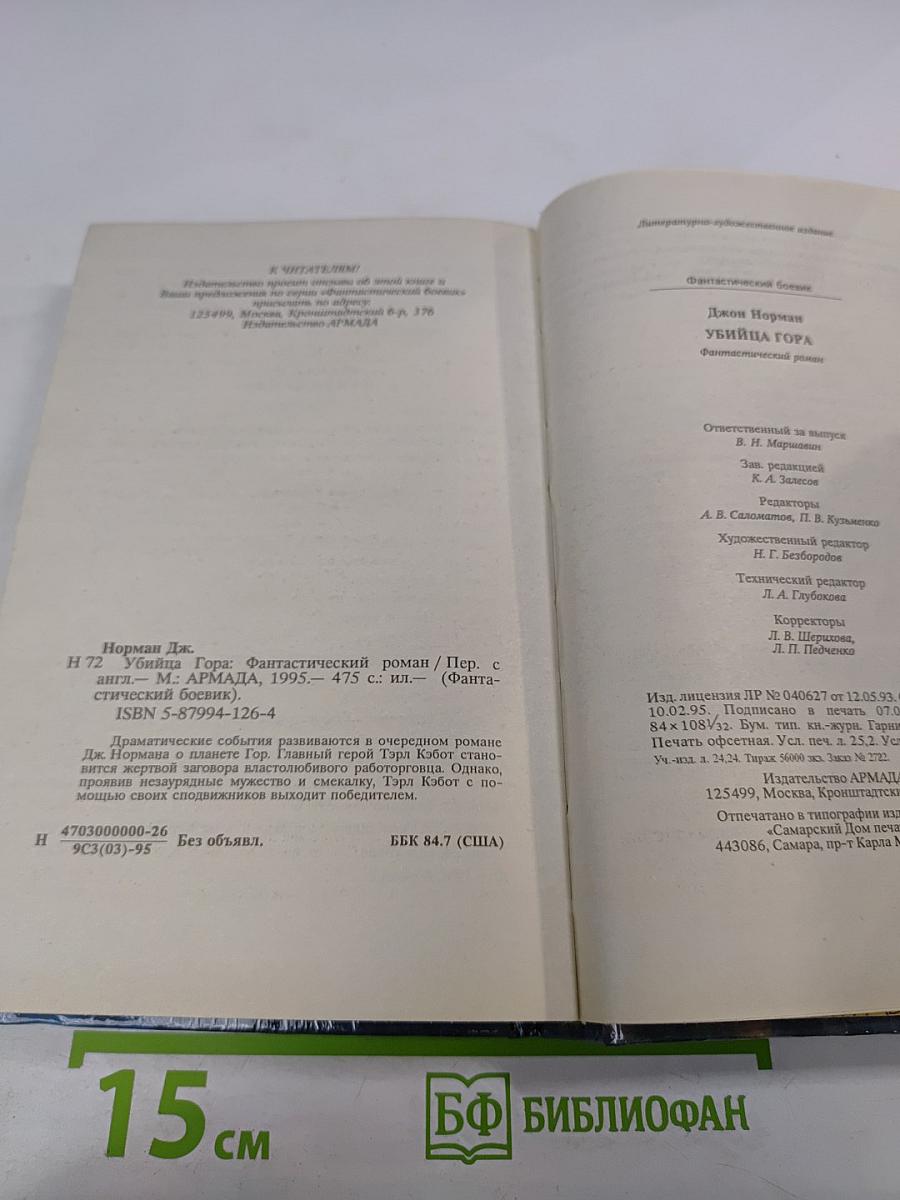 К ЧИТАТЕЛЯМ!
Издательство просит отзывы об этой книге и
Ваши предложения по серии «Фантастический боевик»
присылать по адресу:
125499, Москва, Кронштадтский б-р, 37б
Издательство АРМАДА
Норман Дж.
Н 72 Убийца Гора: Фантастический роман / Пер. с
англ.— М.: АРМАДА, 1995.— 475 с.: ил.— (Фанта-
стический боевик).
ISBN 5-87994-126-4
Драматические события развиваются в очередном романе
Дж. Нормана о планете Гор. Главный герой Тэрл Кэбот стано-
вится жертвой заговора властолюбивого работорговца. Однако,
проявив незаурядные мужество и смекалку, Тэрл Кэбот с по-
мощью своих сподвижников выходит победителем.
Н 4703000000-26 Без объявл. ББК 84.7 (США)
9С3(03)-95
Литературно-художественное издание
Фантастический боевик
Джон Норман
УБИЙЦА ГОРА
Фантастический роман
Ответственный за выпуск
В. Н. Маршавин
Зав. редакцией
К. А. Залесов
Редакторы
А. В. Саломатов, П. В. Кузьменко
Художественный редактор
Н. Г. Безбородов
Технический редактор
Л. А. Глубокова
Корректоры
Л. В. Шерихова,
Л. П. Педченко
Изд. лицензия ЛР № 040627 от 12.05.93.
10.02.95. Подписано в печать 07.0
84×108 1/32. Бум. тип. кн.-журн. Гарни
Печать офсетная. Усл. печ. л. 25,2. Усл
Уч.-изд. л. 24,24. Тираж 56000 экз. Заказ № 2722.
Издательство АРМАДА
125499, Москва, Кронштадтски
Отпечатано в типографии изд
«Самарский Дом печа
443086, Самара, пр-т Карла М
15 см
БФ БИБЛИОФАН